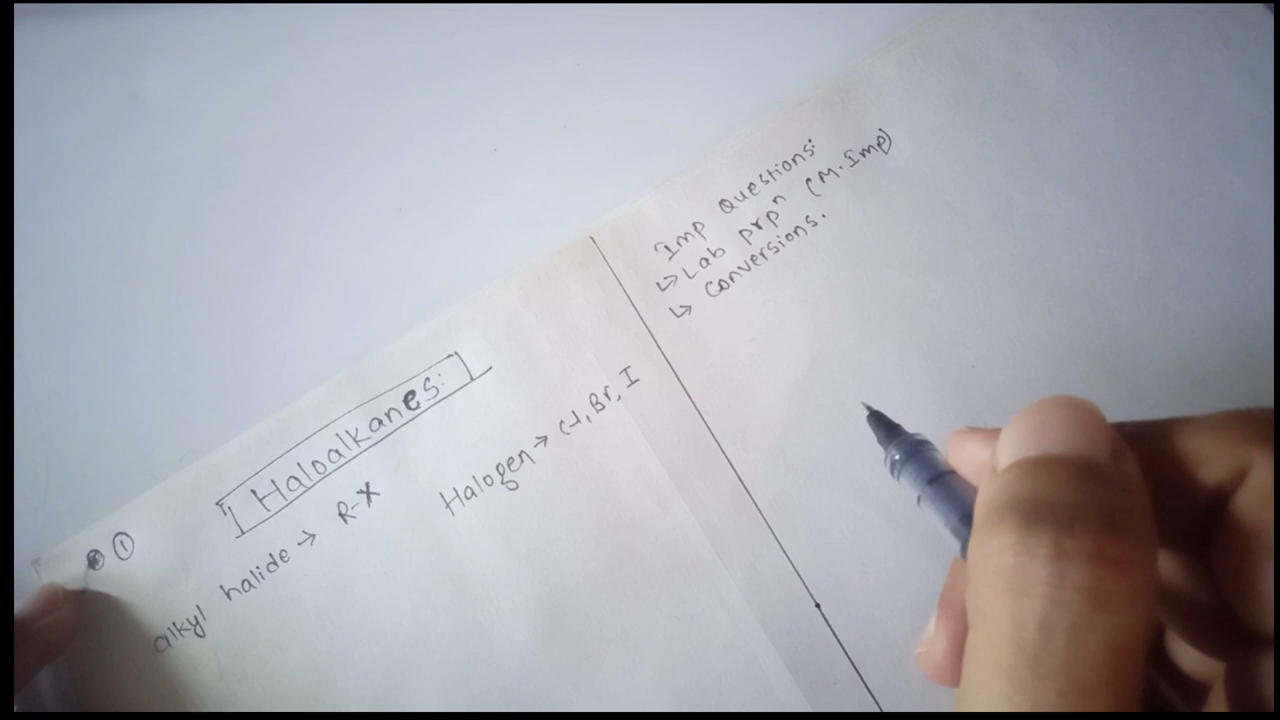 ①
Haloalkanes:
alkyl halide → R-X
Halogen → Cl, Br, I
Imp Questions:
↳ Lab prpⁿ (M.Imp)
↳ Conversions.